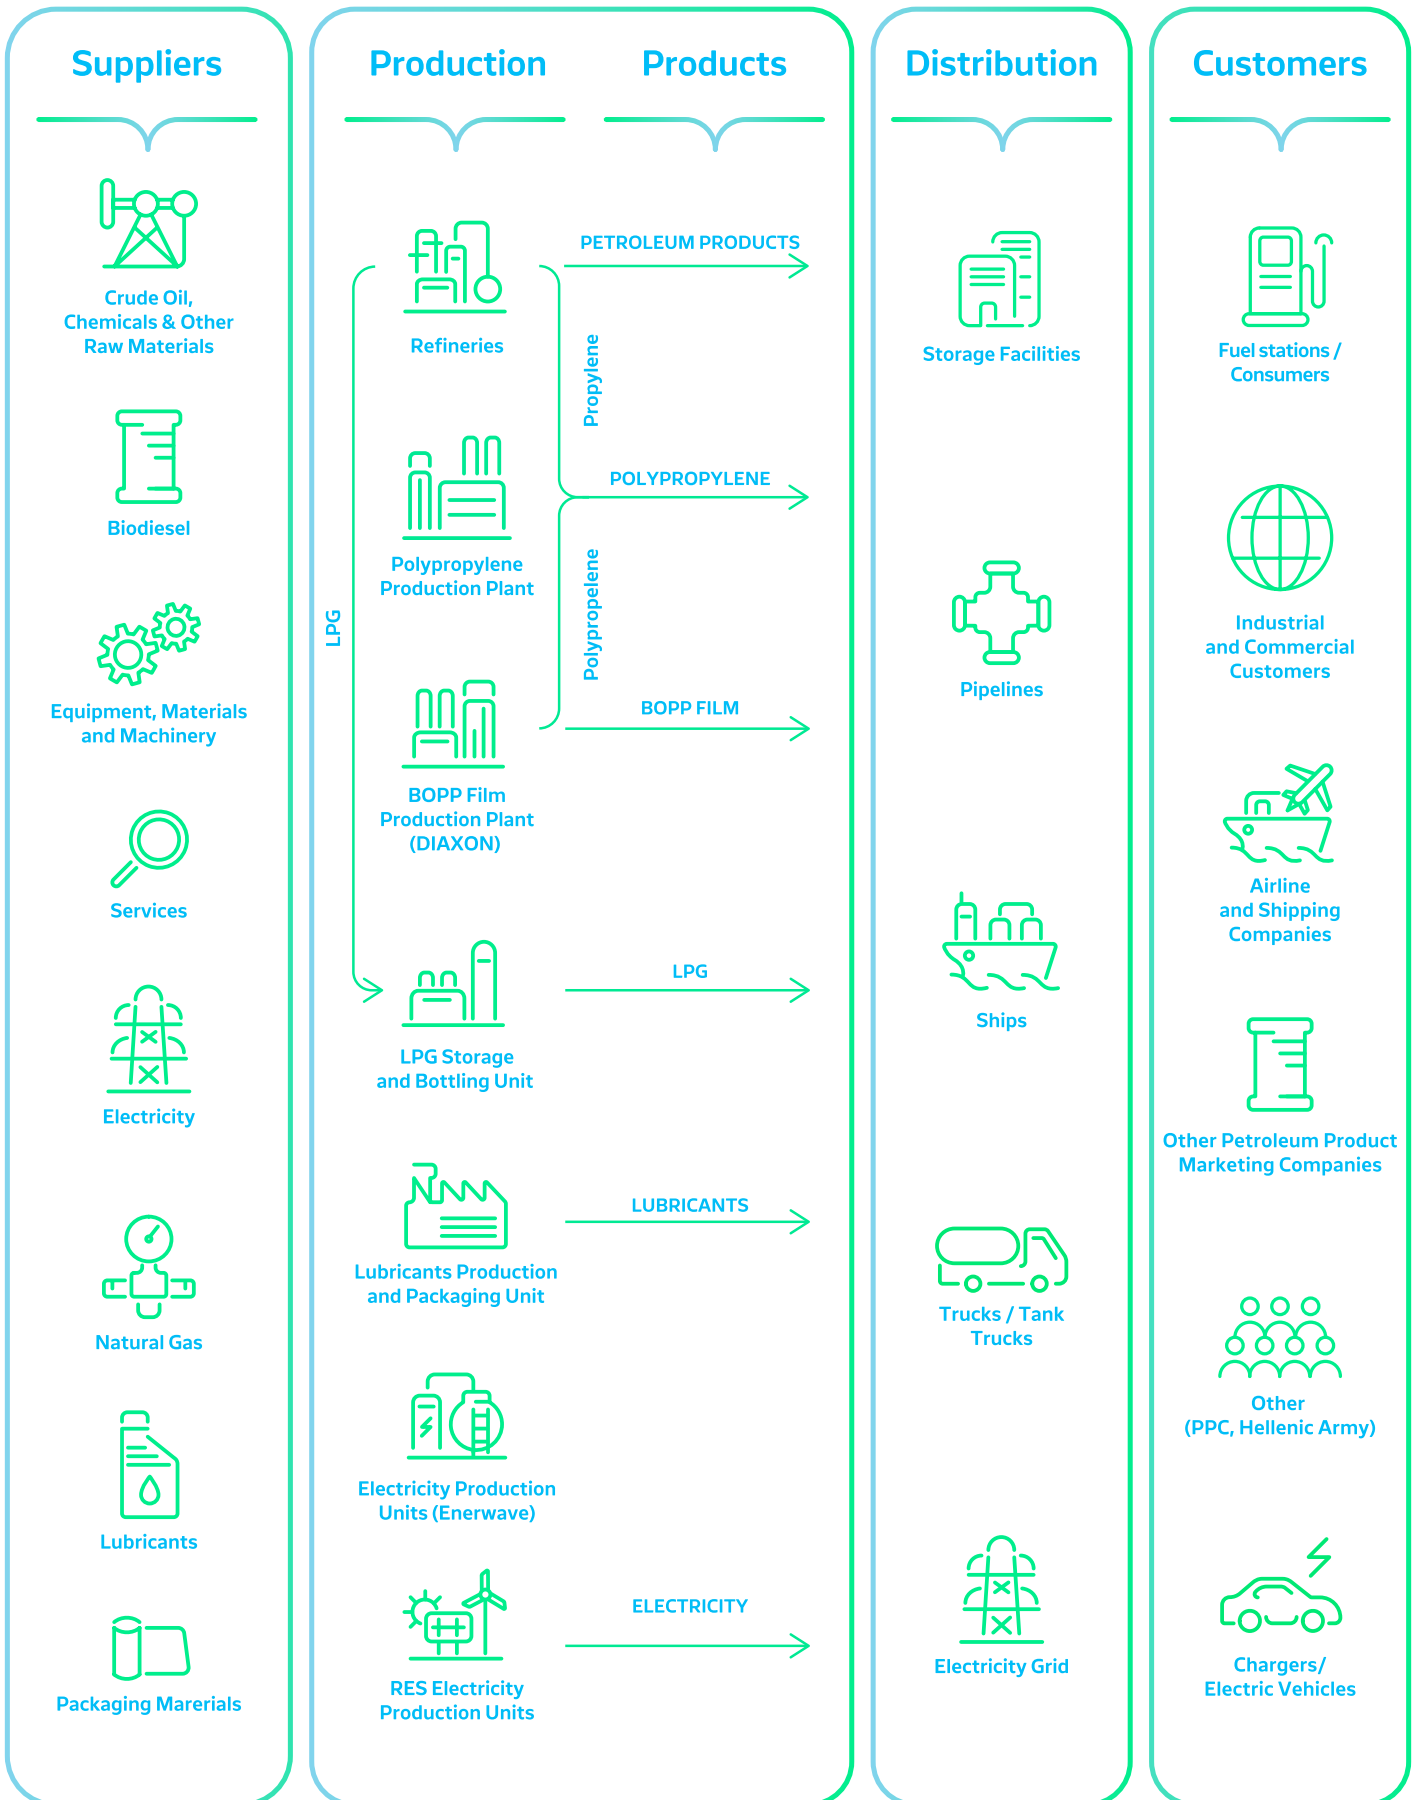 Suppliers
Crude Oil,
Chemicals & Other
Raw Materials
Biodiesel
Equipment, Materials
and Machinery
Services
Electricity
Natural Gas
Lubricants
Packaging Marerials
Production
Products
LPG
Refineries
PETROLEUM PRODUCTS
Propylene
Polypropylene
Production Plant
POLYPROPYLENE
Polypropelene
BOPP Film
Production Plant
(DIAXON)
BOPP FILM
LPG Storage
and Bottling Unit
LPG
Lubricants Production
and Packaging Unit
LUBRICANTS
Electricity Production
Units (Enerwave)
RES Electricity
Production Units
ELECTRICITY
Distribution
Storage Facilities
Pipelines
Ships
Trucks / Tank
Trucks
Electricity Grid
Customers
Fuel stations /
Consumers
Industrial
and Commercial
Customers
Airline
and Shipping
Companies
Other Petroleum Product
Marketing Companies
Other
(PPC, Hellenic Army)
Chargers/
Electric Vehicles